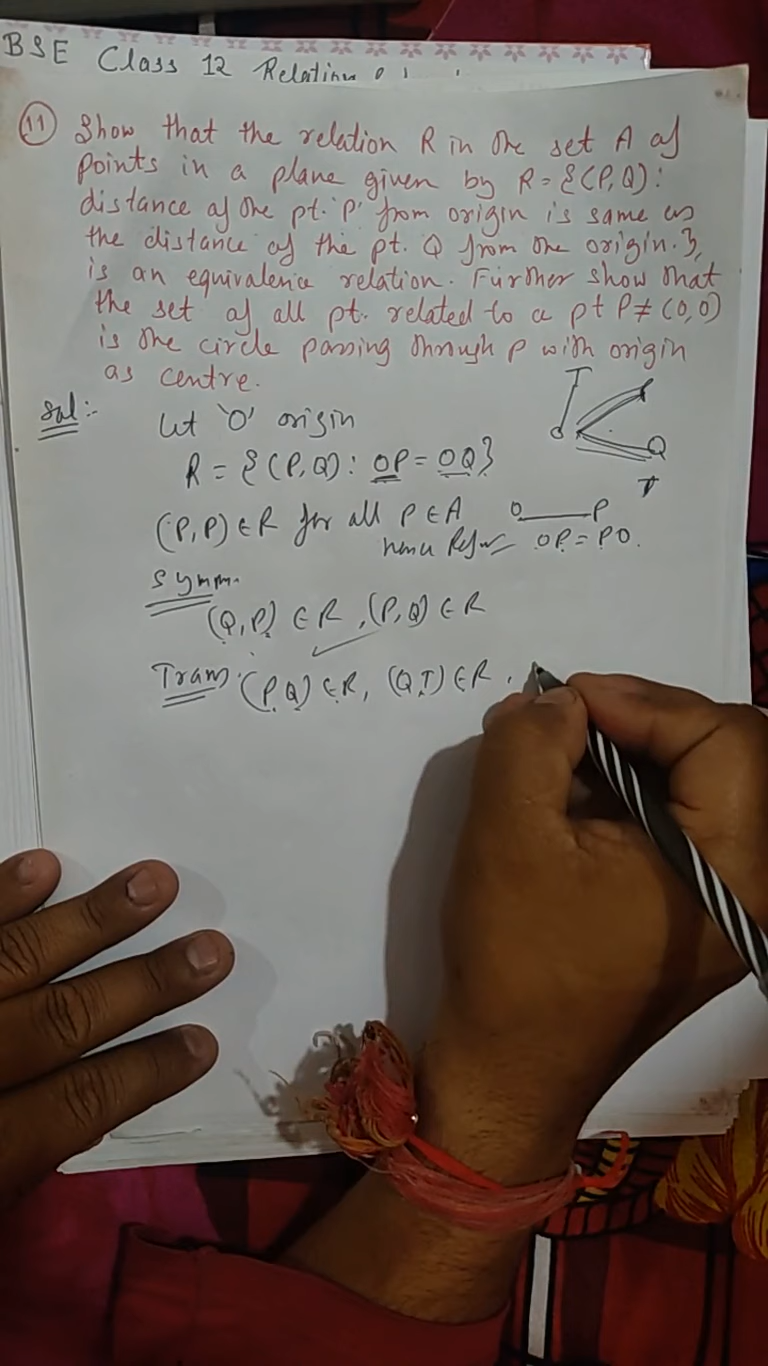 BSE Class 12 Relation
11 Show that the relation R in the set A of
points in a plane given by R = {(P,Q):
distance of the pt. 'P' from origin is same as
the distance of the pt. Q from the origin.},
is an equivalence relation. Further show that
the set of all pt. related to a pt P ≠ (0,0)
is the circle passing through P with origin
as centre.
Sol:-
Let 'O' origin
R = {(P,Q): OP = OQ}
(P,P) ∈ R for all P ∈ A
hence Reflx
O P
OP = PO.
T
O
Q
T
Symm.
(Q,P) ∈ R, (P,Q) ∈ R
Trans. (P,Q) ∈ R, (Q,T) ∈ R,